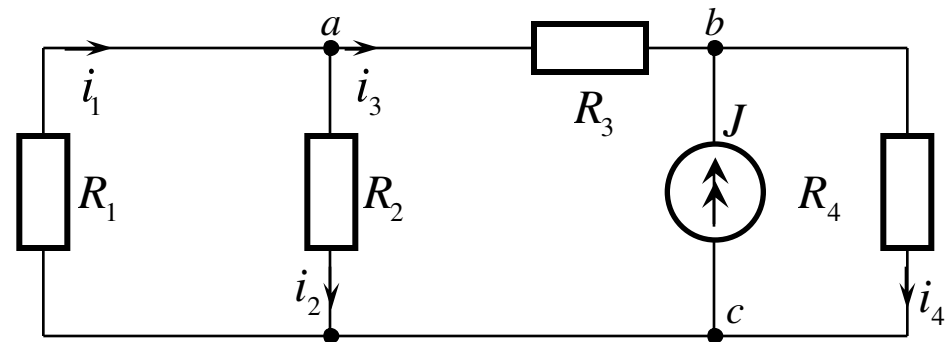 a
b
i₁
i₃
R₃
J
R₁
R₂
R₄
i₂
c
i₄